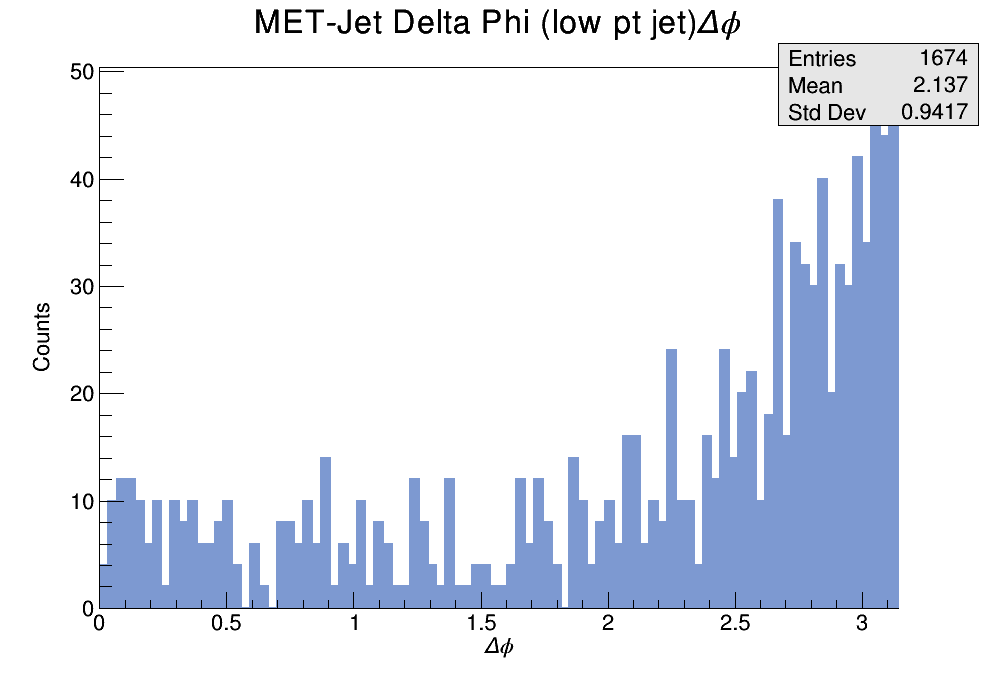 MET-Jet Delta Phi (low pt jet)Δϕ
Entries 1674
Mean 2.137
Std Dev 0.9417
50
40
30
20
10
0
Counts
0 0.5 1 1.5 2 2.5 3
Δϕ